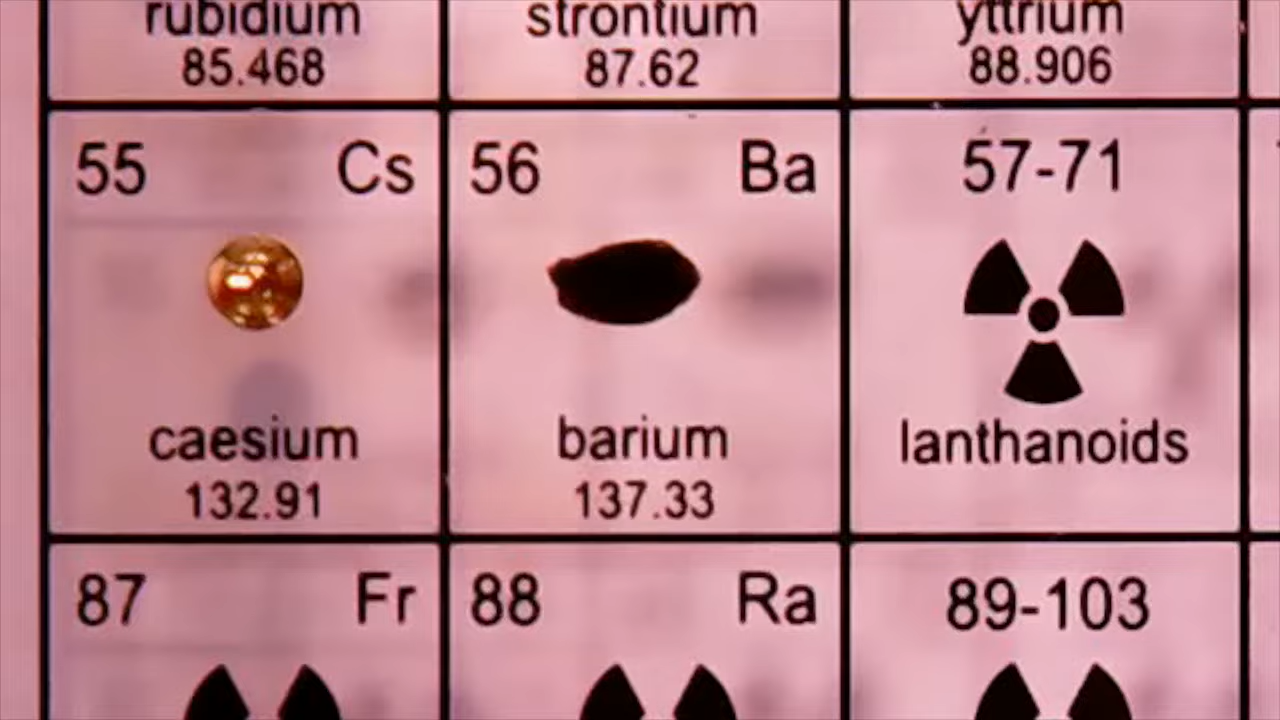 rubidium strontium yttrium
85.468 87.62 88.906
55 Cs 56 Ba 57-71
caesium barium lanthanoids
132.91 137.33
87 Fr 88 Ra 89-103